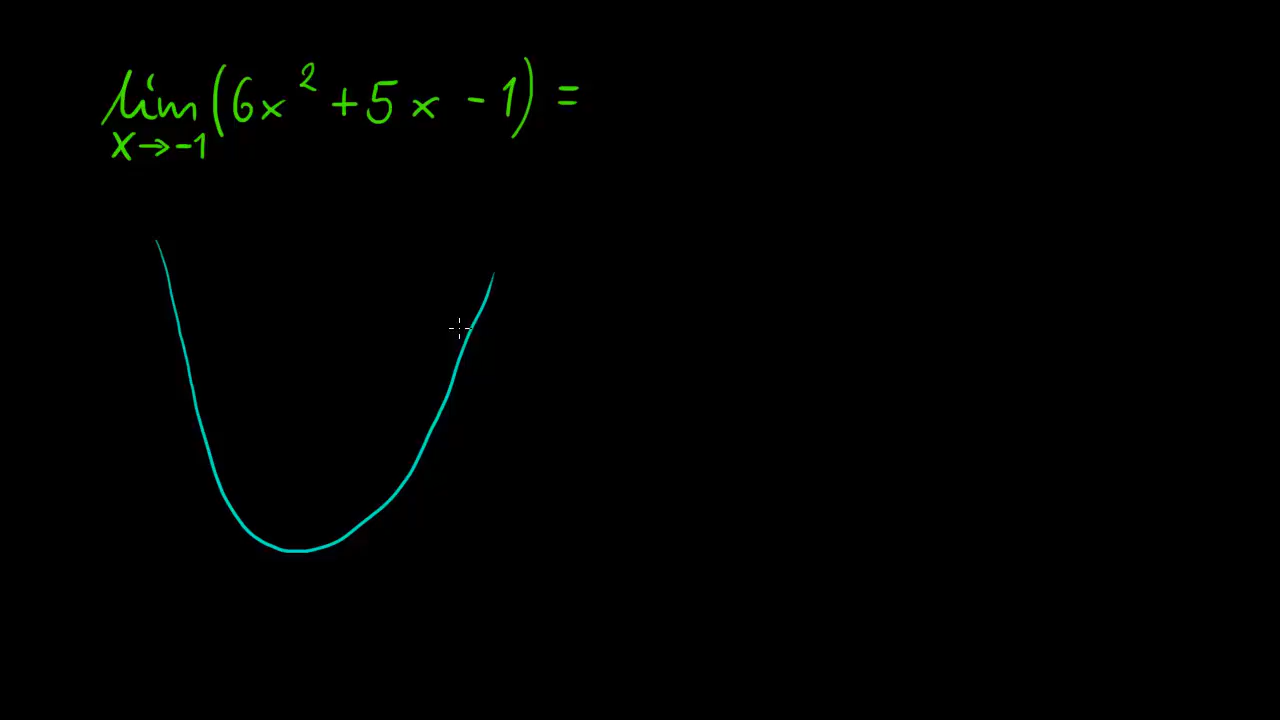 lim(6x² + 5x - 1) =
x→-1